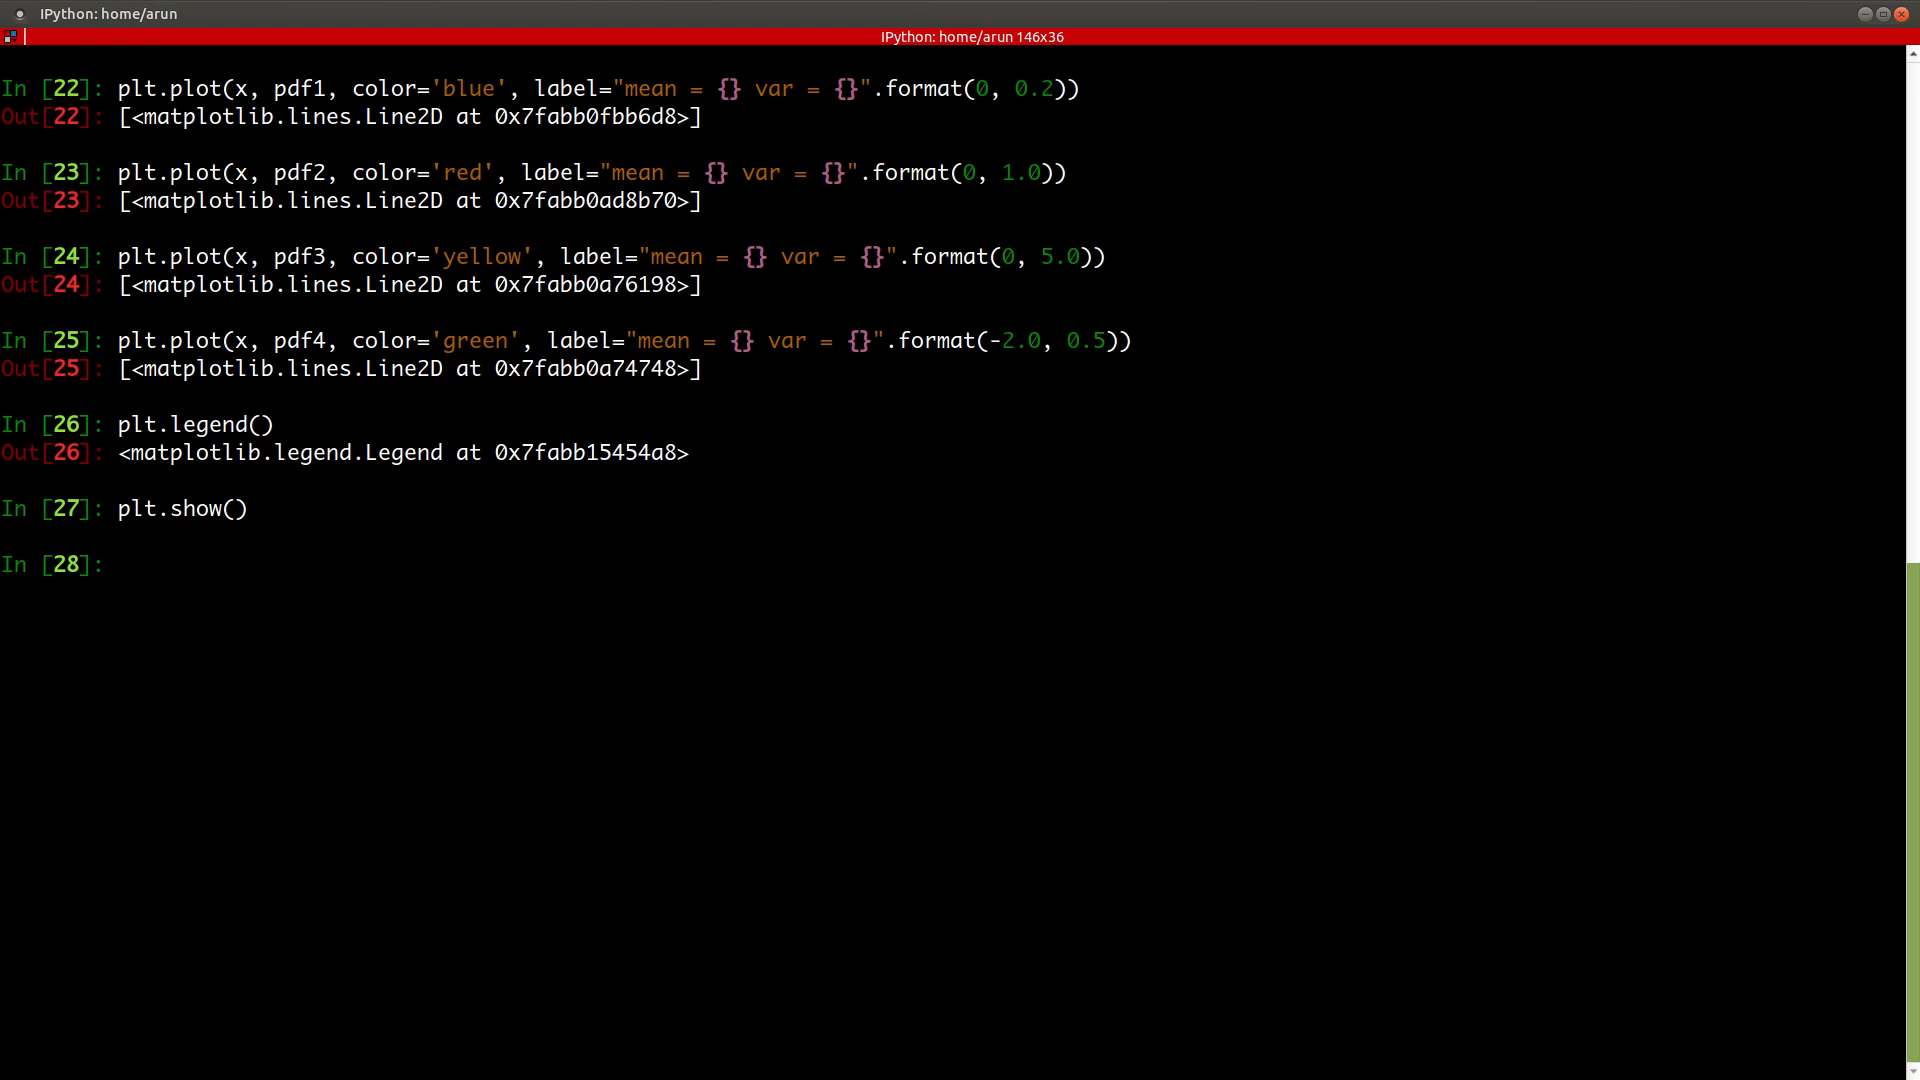 IPython: home/arun
IPython: home/arun 146x36
In [22]: plt.plot(x, pdf1, color='blue', label="mean = {} var = {}".format(0, 0.2))
Out[22]: [<matplotlib.lines.Line2D at 0x7fabb0fbb6d8>]
In [23]: plt.plot(x, pdf2, color='red', label="mean = {} var = {}".format(0, 1.0))
Out[23]: [<matplotlib.lines.Line2D at 0x7fabb0ad8b70>]
In [24]: plt.plot(x, pdf3, color='yellow', label="mean = {} var = {}".format(0, 5.0))
Out[24]: [<matplotlib.lines.Line2D at 0x7fabb0a76198>]
In [25]: plt.plot(x, pdf4, color='green', label="mean = {} var = {}".format(-2.0, 0.5))
Out[25]: [<matplotlib.lines.Line2D at 0x7fabb0a74748>]
In [26]: plt.legend()
Out[26]: <matplotlib.legend.Legend at 0x7fabb15454a8>
In [27]: plt.show()
In [28]: